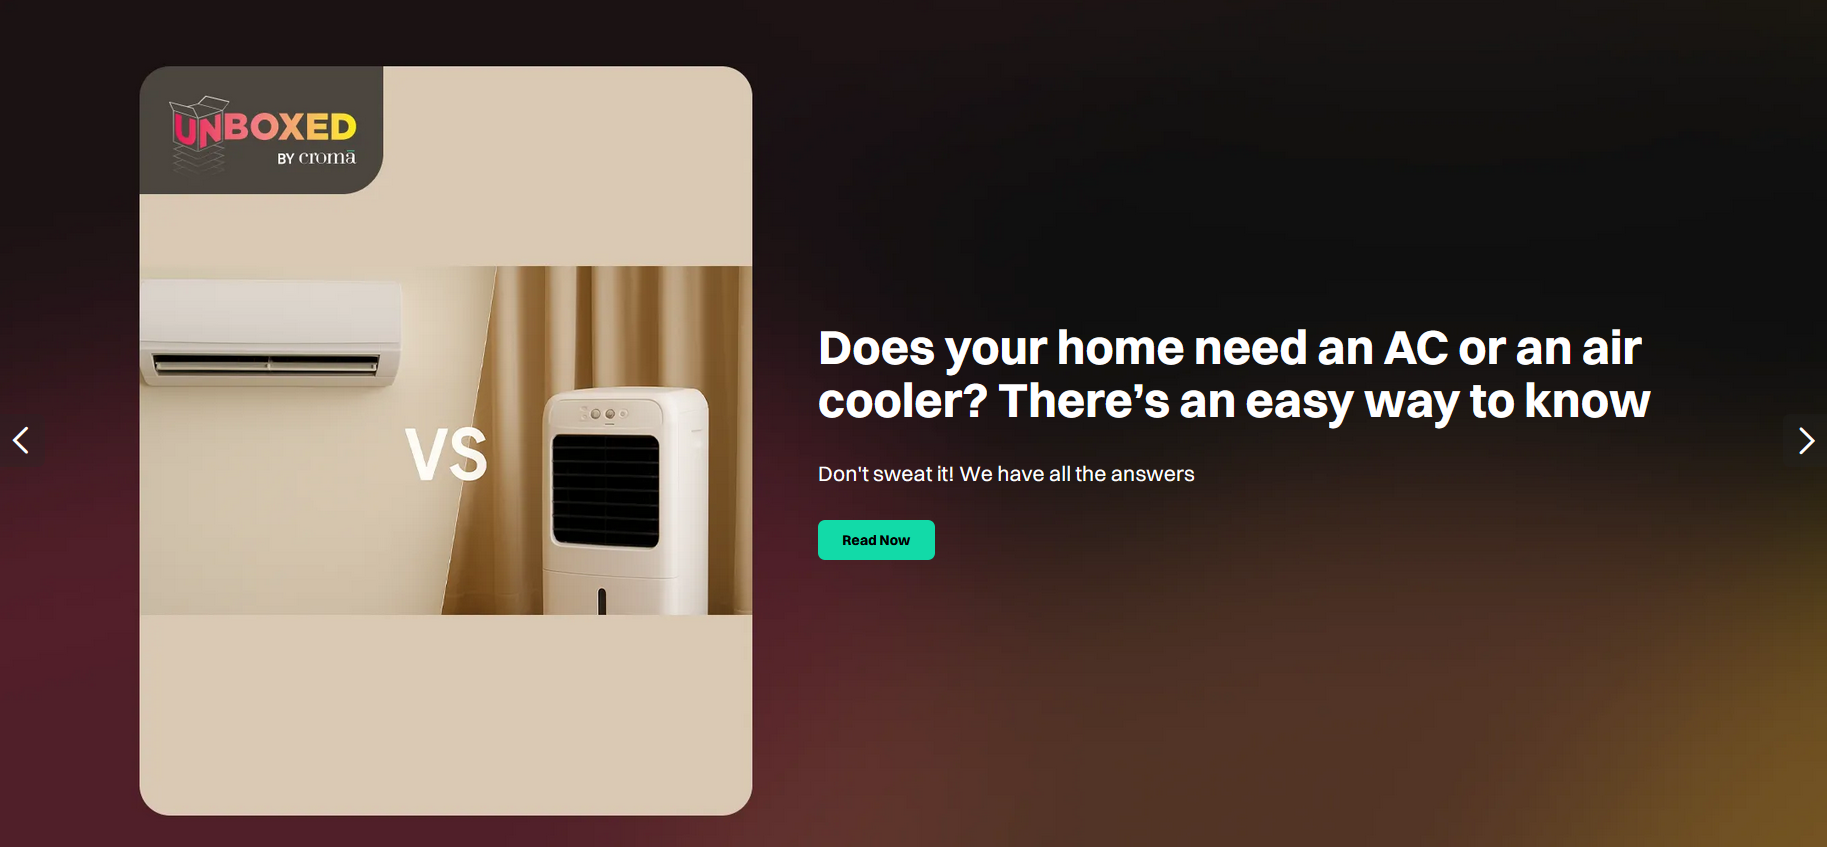 UNBOXED
BY cromā
VS
Does your home need an AC or an air
cooler? There’s an easy way to know
Don't sweat it! We have all the answers
Read Now